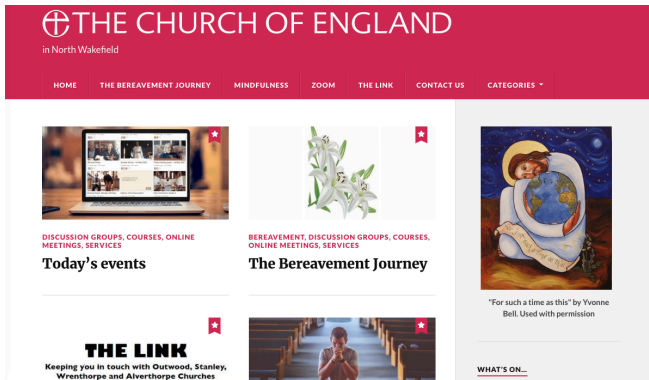 THE CHURCH OF ENGLAND
in North Wakefield
HOME
THE BEREAVEMENT JOURNEY
MINDFULNESS
ZOOM
THE LINK
CONTACT US
CATEGORIES
DISCUSSION GROUPS, COURSES, ONLINE
MEETINGS, SERVICES
Today's events
BEREAVEMENT, DISCUSSION GROUPS, COURSES,
ONLINE MEETINGS, SERVICES
The Bereavement Journey
THE LINK
Keeping you in touch with Outwood, Stanley,
Wrenthorpe and Alverthorpe Churches
"For such a time as this" by Yvonne
Bell. Used with permission
WHAT'S ON...